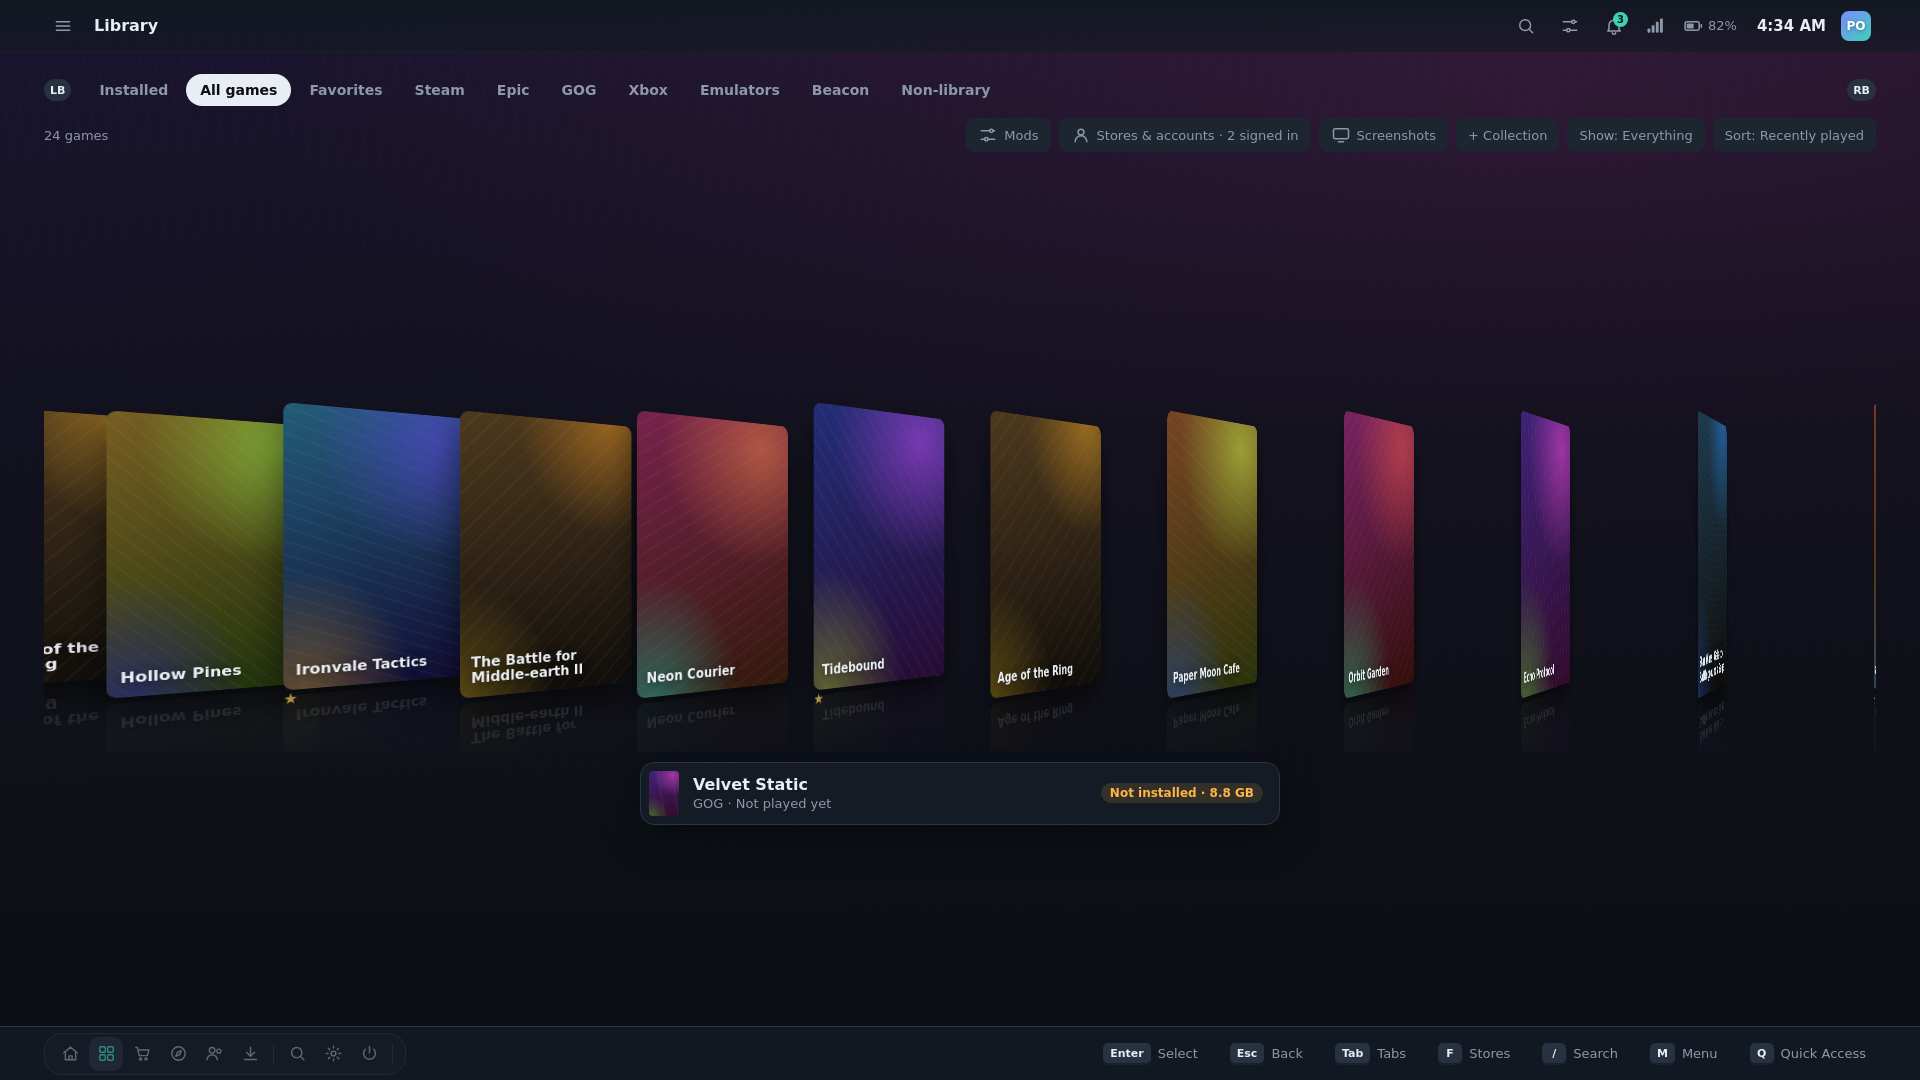 Library
3
82%
4:34 AM
PO
LB
Installed
All games
Favorites
Steam
Epic
GOG
Xbox
Emulators
Beacon
Non-library
RB
24 games
Mods
Stores & accounts · 2 signed in
Screenshots
+ Collection
Show: Everything
Sort: Recently played
of the
g
Hollow Pines
Ironvale Tactics
The Battle for
Middle-earth II
Neon Courier
Tidebound
Age of the Ring
Paper Moon Cafe
Orbit Garden
Echo Protocol
Velvet Static
GOG · Not played yet
Not installed · 8.8 GB
Enter Select
Esc Back
Tab Tabs
F Stores
/ Search
M Menu
Q Quick Access